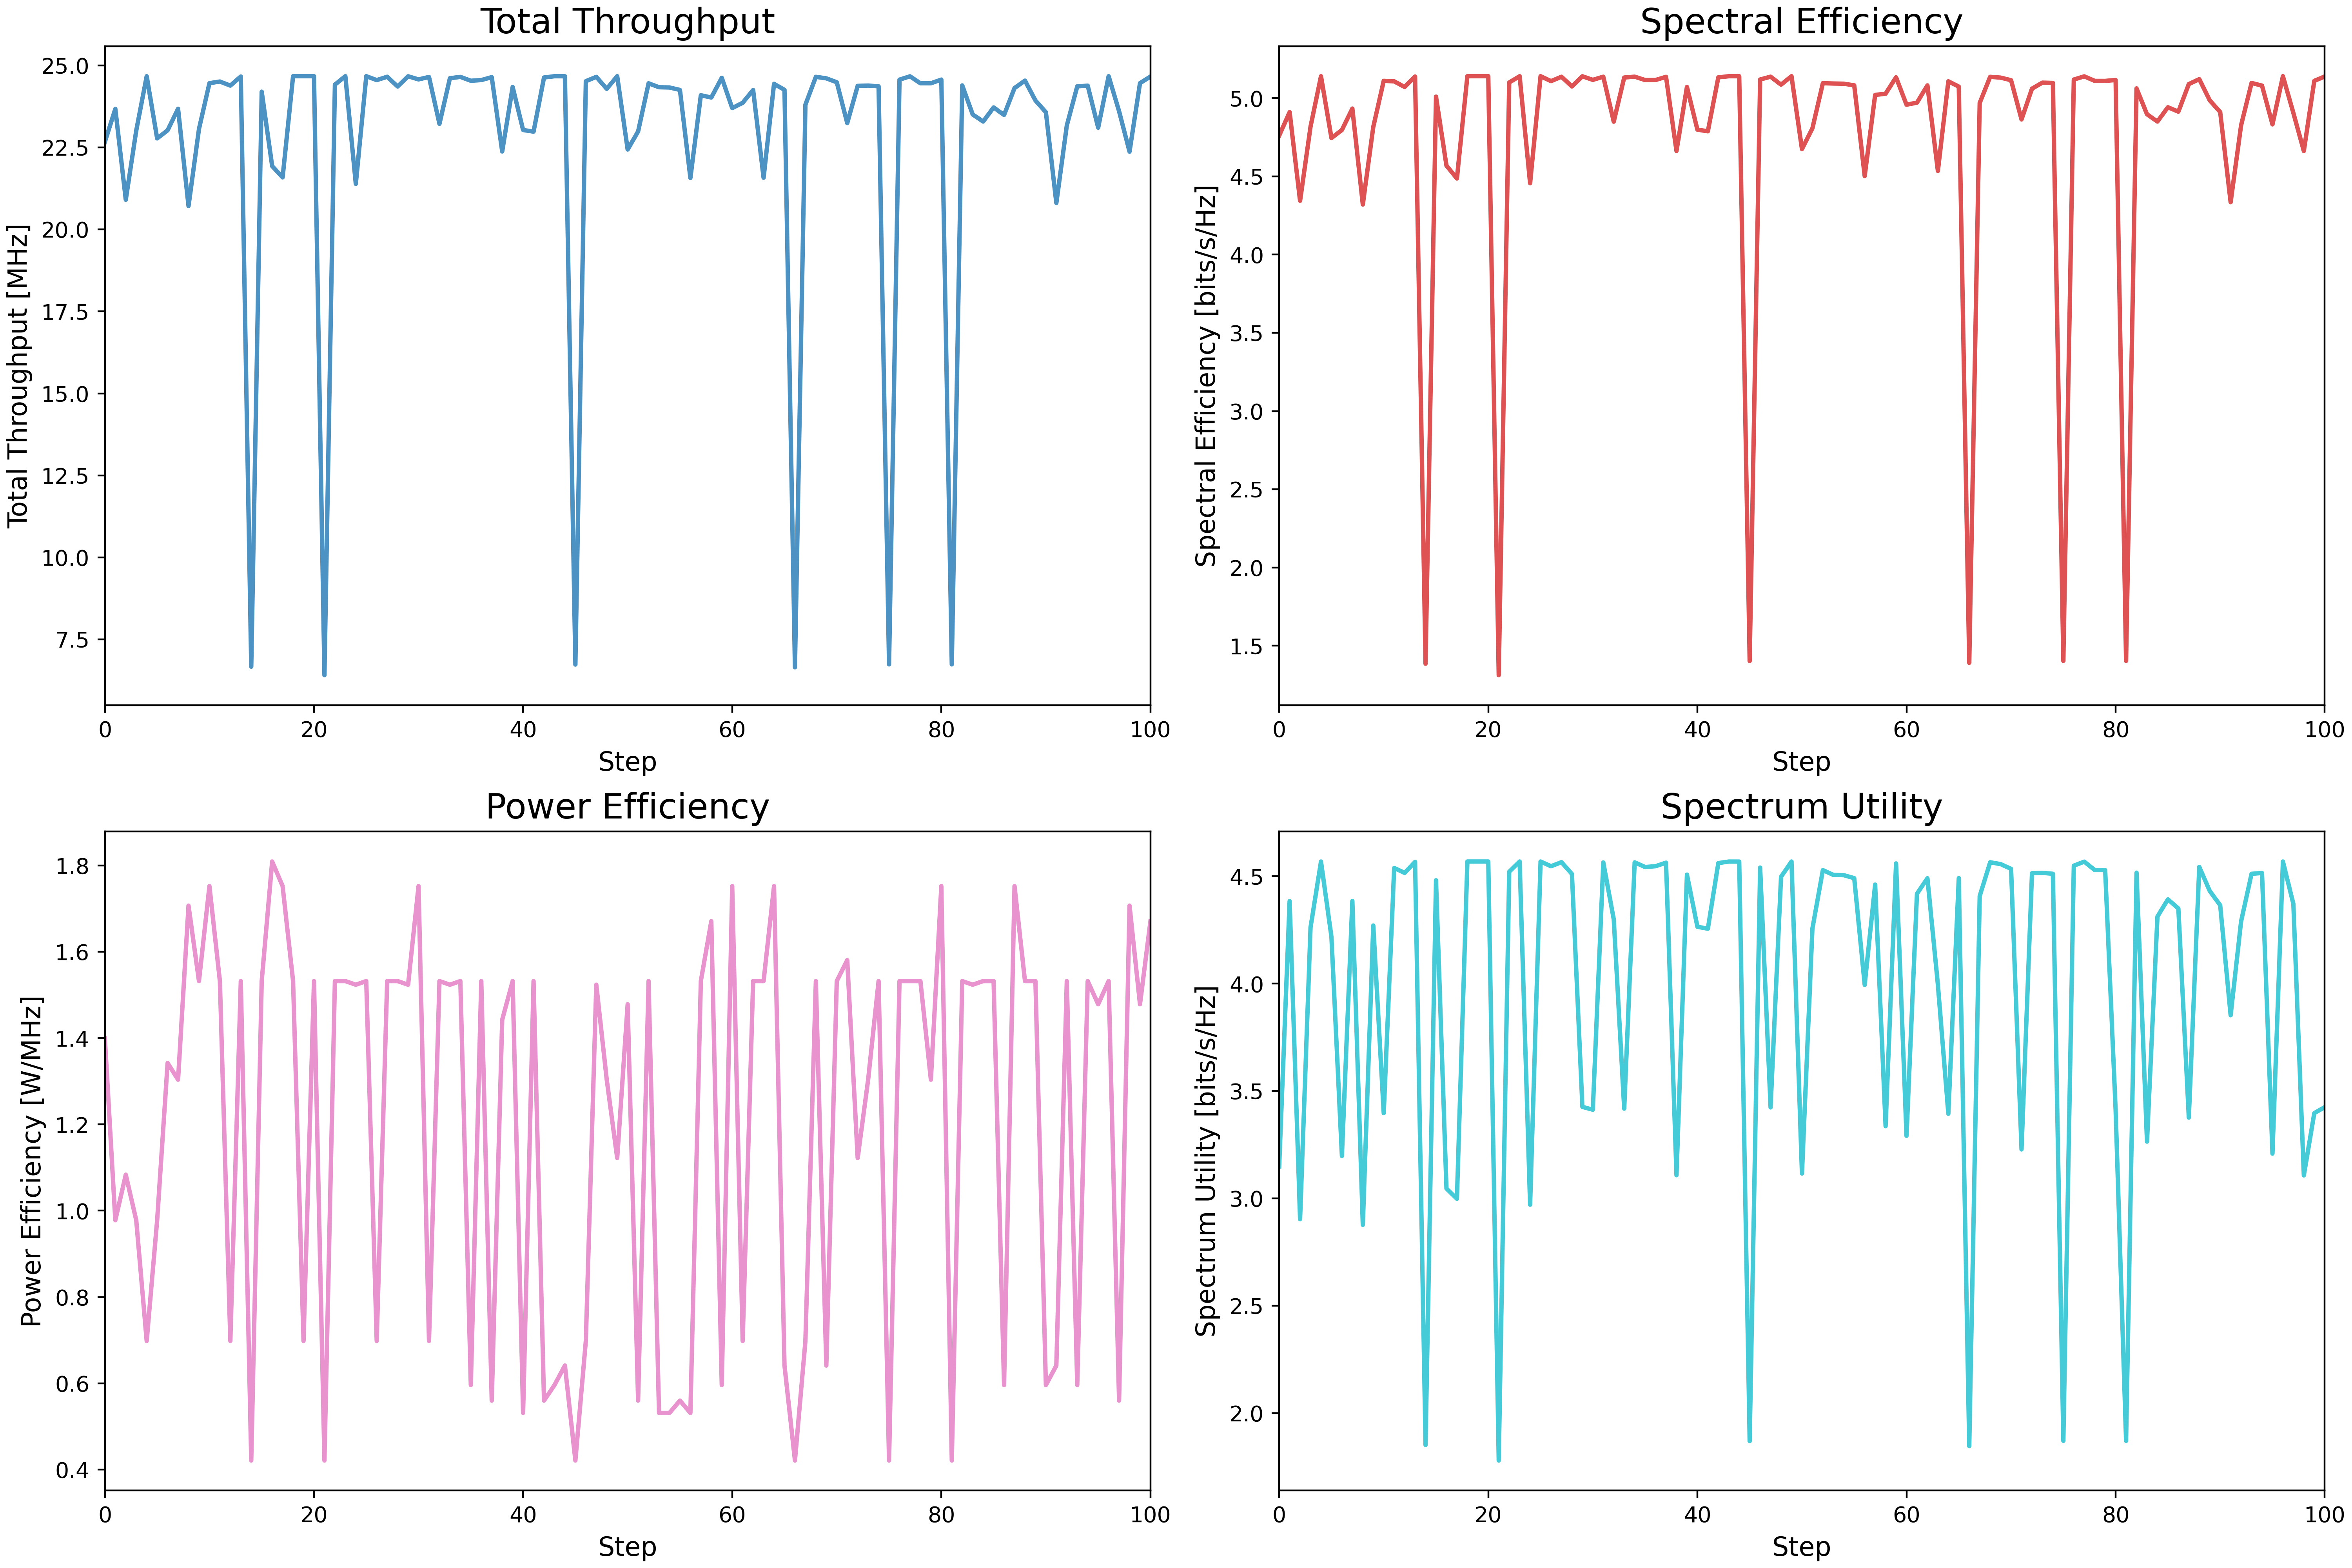 Total Throughput
Total Throughput [MHz]
25.0
22.5
20.0
17.5
15.0
12.5
10.0
7.5
0 20 40 60 80 100
Step
Spectral Efficiency
Spectral Efficiency [bits/s/Hz]
5.0
4.5
4.0
3.5
3.0
2.5
2.0
1.5
0 20 40 60 80 100
Step
Power Efficiency
Power Efficiency [W/MHz]
1.8
1.6
1.4
1.2
1.0
0.8
0.6
0.4
0 20 40 60 80 100
Step
Spectrum Utility
Spectrum Utility [bits/s/Hz]
4.5
4.0
3.5
3.0
2.5
2.0
0 20 40 60 80 100
Step